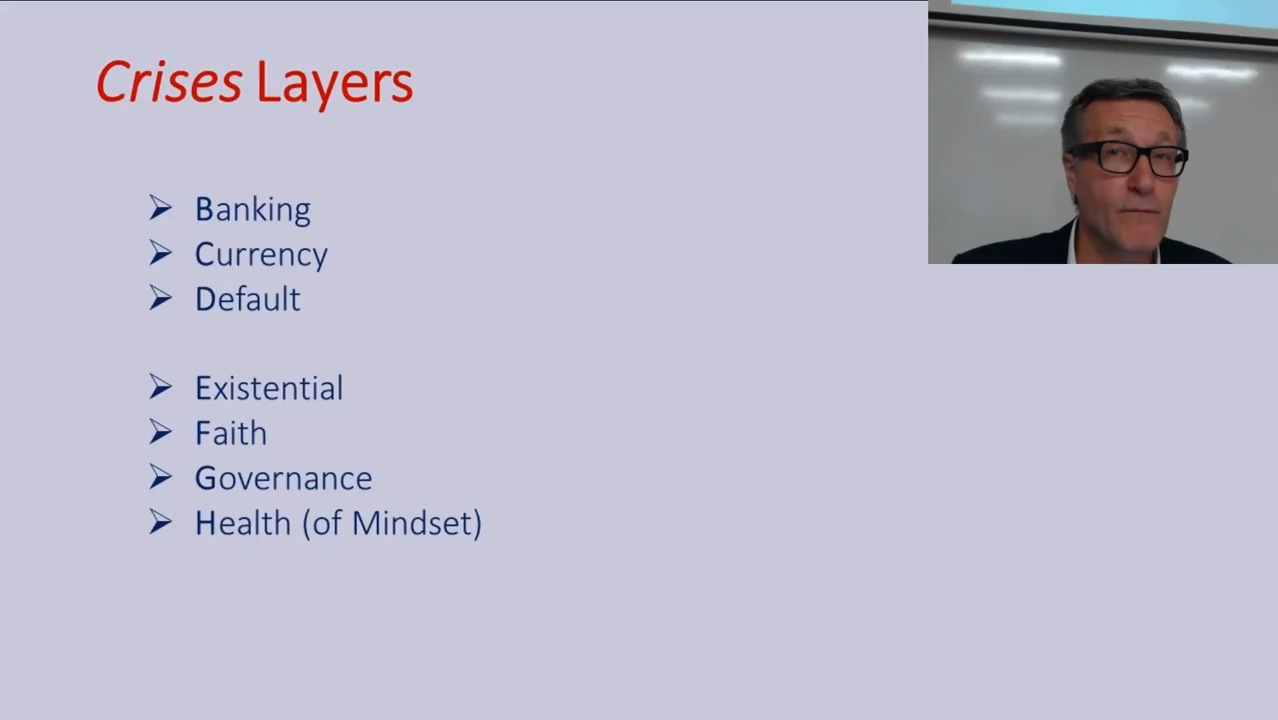 Crises Layers
Banking
Currency
Default
Existential
Faith
Governance
Health (of Mindset)